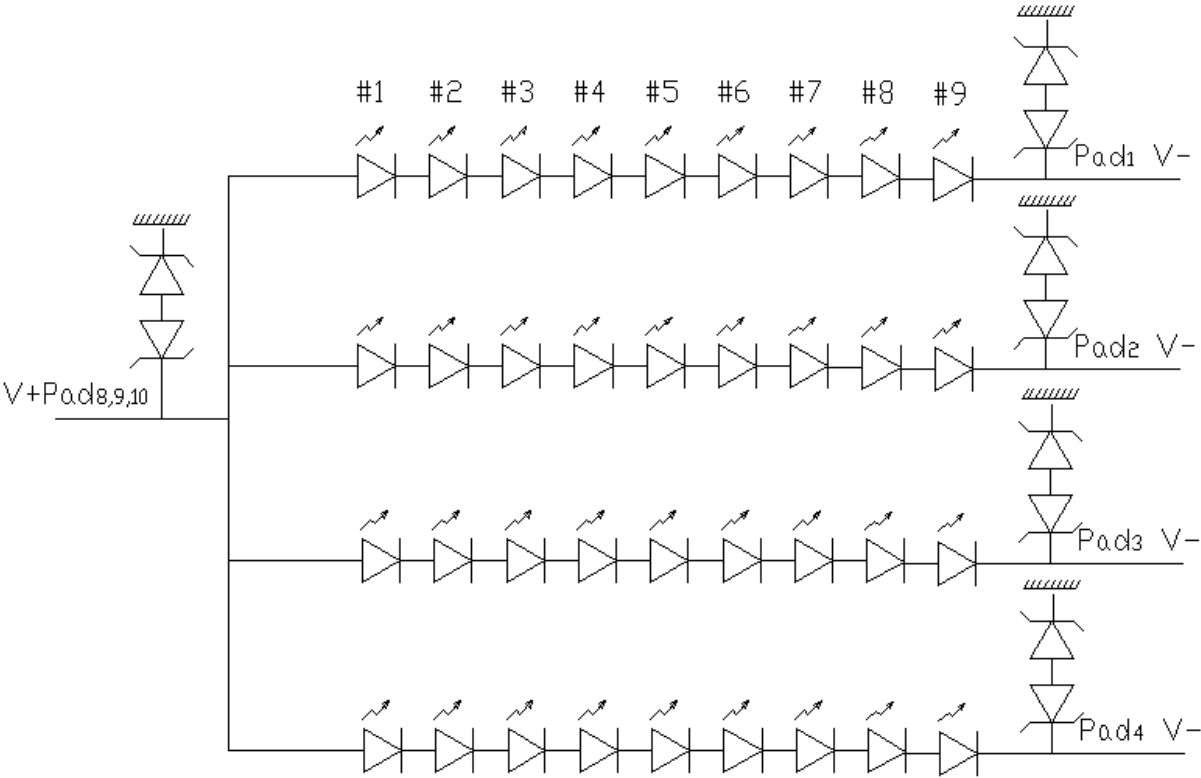 #1 #2 #3 #4 #5 #6 #7 #8 #9
Pad1 V-
Pad2 V-
V+Pad8,9,10
Pad3 V-
Pad4 V-